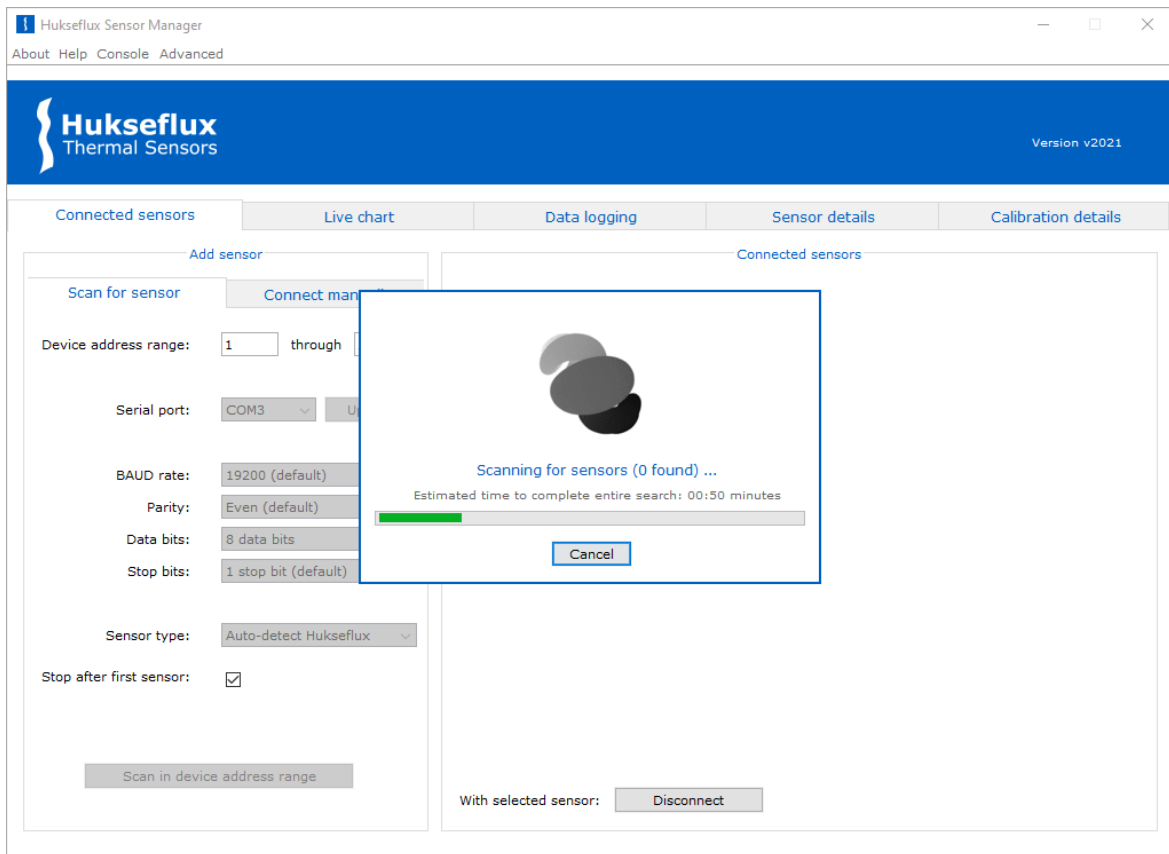 Hukseflux Sensor Manager
About Help Console Advanced
Hukseflux
Thermal Sensors
Version v2021
Connected sensors
Live chart
Data logging
Sensor details
Calibration details
Add sensor
Scan for sensor
Connect
Device address range:
1
through
Serial port:
COM3
BAUD rate:
19200 (default)
Parity:
Even (default)
Data bits:
8 data bits
Stop bits:
1 stop bit (default)
Sensor type:
Auto-detect Hukseflux
Stop after first sensor:
Scan in device address range
Connected sensors
Scanning for sensors (0 found) ...
Estimated time to complete entire search: 00:50 minutes
Cancel
With selected sensor:
Disconnect